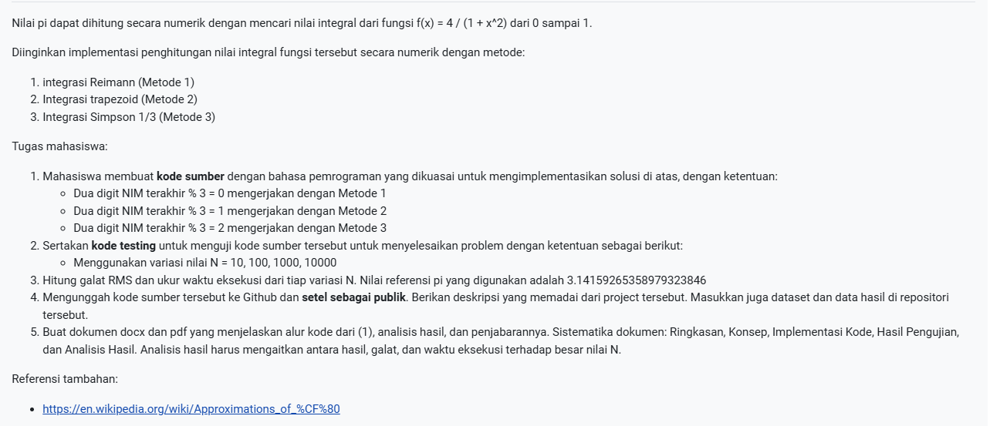 Nilai pi dapat dihitung secara numerik dengan mencari nilai integral dari fungsi f(x) = 4 / (1 + x^2) dari 0 sampai 1.
Diinginkan implementasi penghitungan nilai integral fungsi tersebut secara numerik dengan metode:
1. integrasi Reimann (Metode 1)
2. Integrasi trapezoid (Metode 2)
3. Integrasi Simpson 1/3 (Metode 3)
Tugas mahasiswa:
1. Mahasiswa membuat kode sumber dengan bahasa pemrograman yang dikuasai untuk mengimplementasikan solusi di atas, dengan ketentuan:
◦ Dua digit NIM terakhir % 3 = 0 mengerjakan dengan Metode 1
◦ Dua digit NIM terakhir % 3 = 1 mengerjakan dengan Metode 2
◦ Dua digit NIM terakhir % 3 = 2 mengerjakan dengan Metode 3
2. Sertakan kode testing untuk menguji kode sumber tersebut untuk menyelesaikan problem dengan ketentuan sebagai berikut:
◦ Menggunakan variasi nilai N = 10, 100, 1000, 10000
3. Hitung galat RMS dan ukur waktu eksekusi dari tiap variasi N. Nilai referensi pi yang digunakan adalah 3.14159265358979323846
4. Mengunggah kode sumber tersebut ke Github dan setel sebagai publik. Berikan deskripsi yang memadai dari project tersebut. Masukkan juga dataset dan data hasil di repositori
tersebut.
5. Buat dokumen docx dan pdf yang menjelaskan alur kode dari (1), analisis hasil, dan penjabarannya. Sistematika dokumen: Ringkasan, Konsep, Implementasi Kode, Hasil Pengujian,
dan Analisis Hasil. Analisis hasil harus mengaitkan antara hasil, galat, dan waktu eksekusi terhadap besar nilai N.
Referensi tambahan:
• https://en.wikipedia.org/wiki/Approximations_of_%CF%80